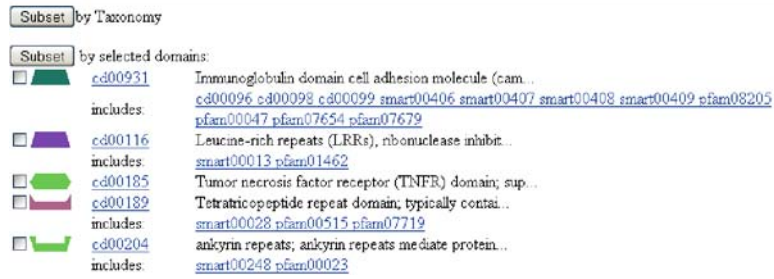 Subset by Taxonomy
Subset by selected domains:
cd00931 Immunoglobulin domain cell adhesion molecule (cam...
includes: cd00096 cd00098 cd00099 smart00406 smart00407 smart00408 smart00409 pfam08205
pfam00047 pfam07654 pfam07679
cd00116 Leucine-rich repeats (LRRs), ribonuclease inhibit...
includes: smart00013 pfam01462
cd00185 Tumor necrosis factor receptor (TNFR) domain; sup...
cd00189 Tetratricopeptide repeat domain; typically contai...
includes: smart00028 pfam00515 pfam07719
cd00204 ankyrin repeats; ankyrin repeats mediate protein...
includes: smart00248 pfam00023